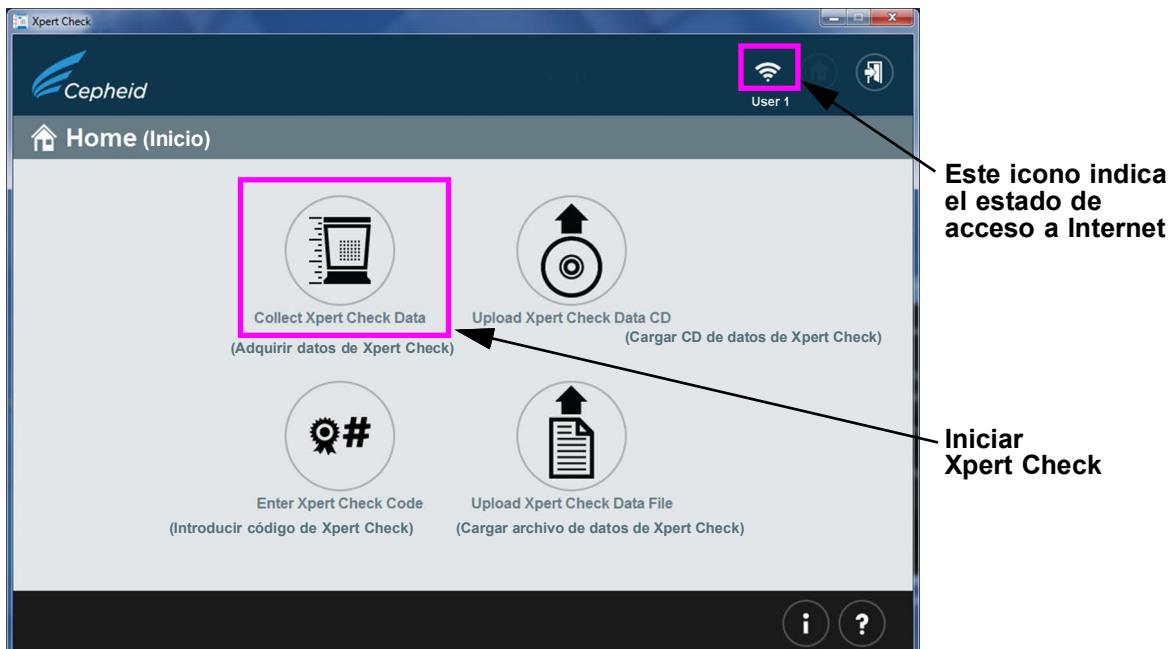 Xpert Check
Cepheid
User 1
Home (Inicio)
Este icono indica
el estado de
acceso a Internet
Collect Xpert Check Data
(Adquirir datos de Xpert Check)
Upload Xpert Check Data CD
(Cargar CD de datos de Xpert Check)
Iniciar
Xpert Check
#
Enter Xpert Check Code
(Introducir código de Xpert Check)
Upload Xpert Check Data File
(Cargar archivo de datos de Xpert Check)
i
?